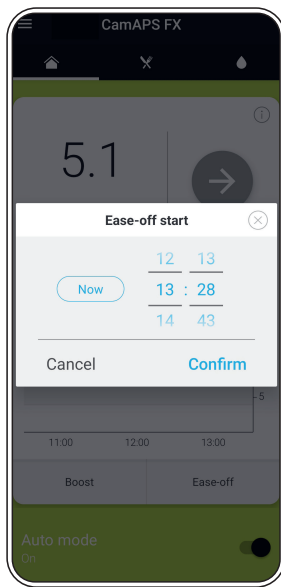 CamAPS FX
5.1
Ease-off start
12 13
Now 13 : 28
14 43
Cancel Confirm
5
11:00 12:00 13:00
Boost Ease-off
Auto mode
On